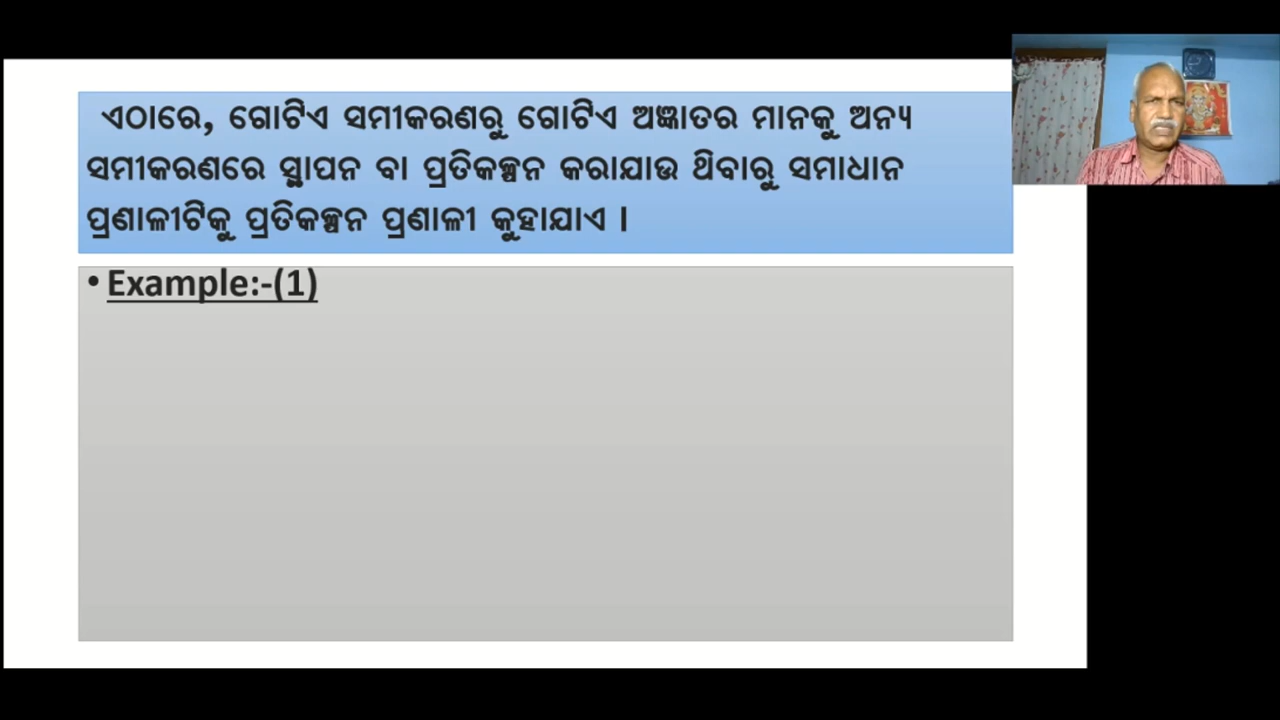 ଏଠାରେ, ଗୋଟିଏ ସମୀକରଣରୁ ଗୋଟିଏ ଅଜ୍ଞାତର ମାନକୁ ଅନ୍ୟ
ସମୀକରଣରେ ସ୍ଥାପନ ବା ପ୍ରତିକଳ୍ପନ କରାଯାଉ ଥିବାରୁ ସମାଧାନ
ପ୍ରଣାଳୀଟିକୁ ପ୍ରତିକଳ୍ପନ ପ୍ରଣାଳୀ କୁହାଯାଏ ।
• Example:-(1)